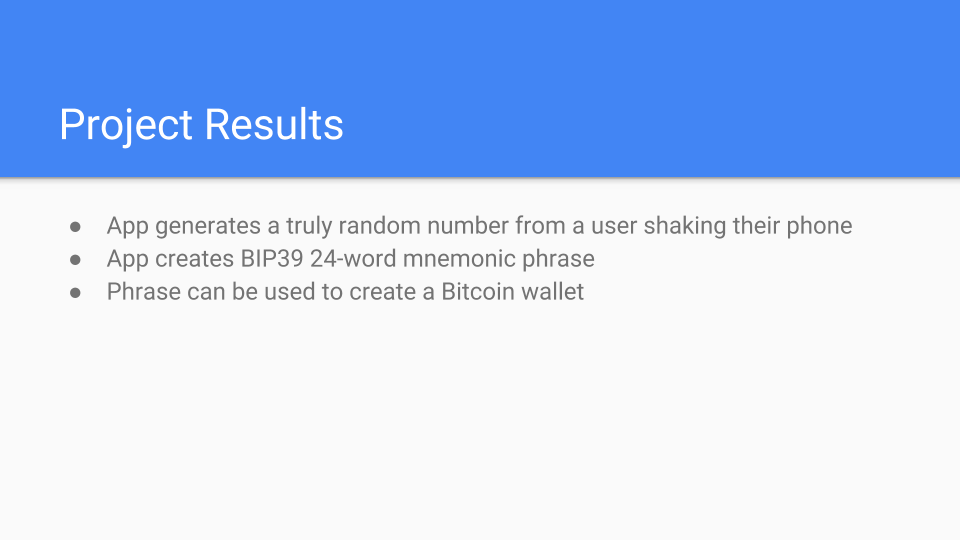 Project Results
● App generates a truly random number from a user shaking their phone
● App creates BIP39 24-word mnemonic phrase
● Phrase can be used to create a Bitcoin wallet